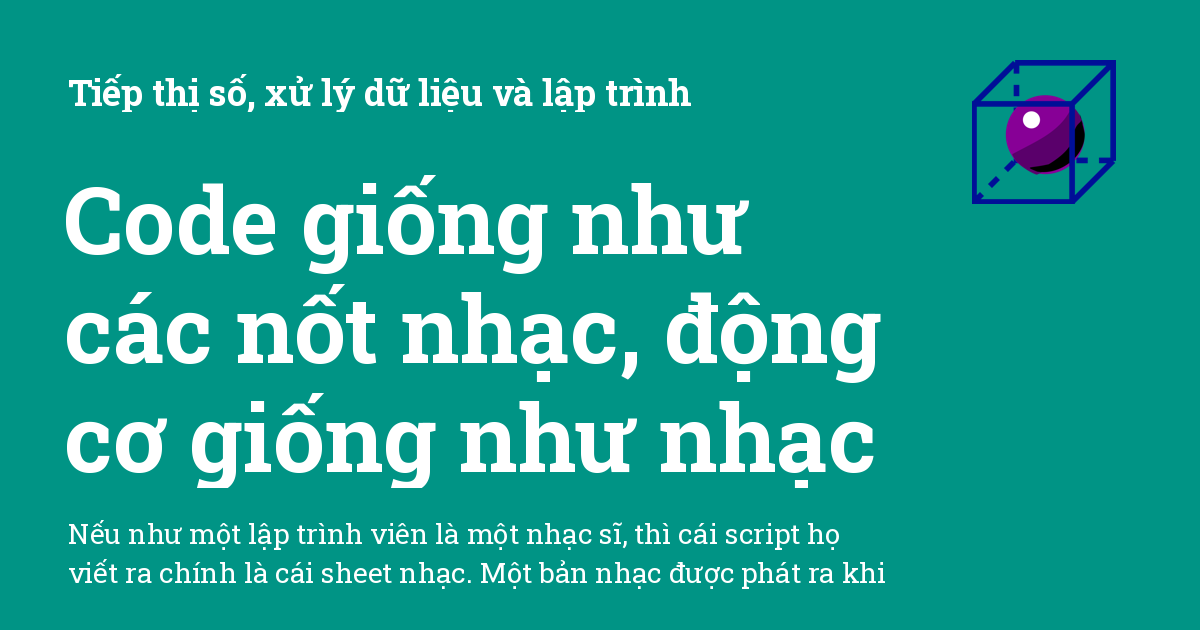 Tiếp thị số, xử lý dữ liệu và lập trình
Code giống như
các nốt nhạc, động
cơ giống như nhạc
Nếu như một lập trình viên là một nhạc sĩ, thì cái script họ
viết ra chính là cái sheet nhạc. Một bản nhạc được phát ra khi